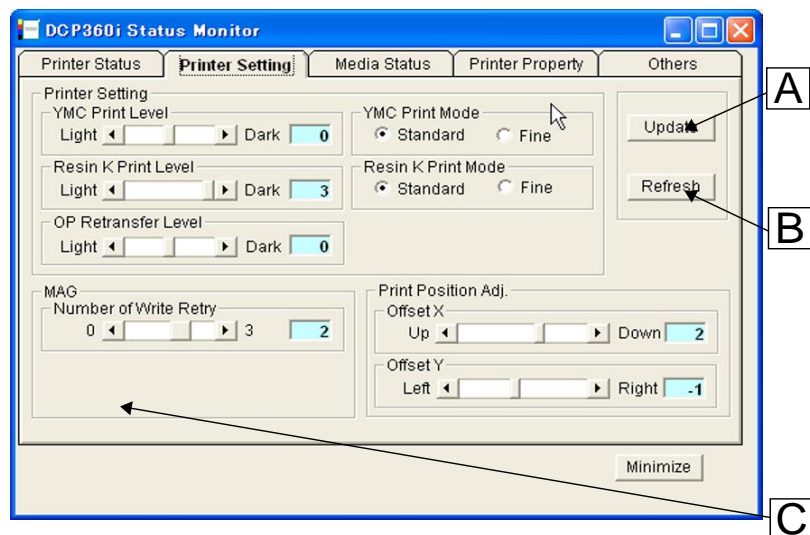 DCP360i Status Monitor
Printer Status Printer Setting Media Status Printer Property Others
Printer Setting
YMC Print Level
Light Dark 0
YMC Print Mode
Standard Fine
Update
A
Resin K Print Level
Light Dark 3
Resin K Print Mode
Standard Fine
Refresh
B
OP Retransfer Level
Light Dark 0
MAG
Number of Write Retry
0 3 2
Print Position Adj.
Offset X
Up Down 2
Offset Y
Left Right -1
Minimize
C